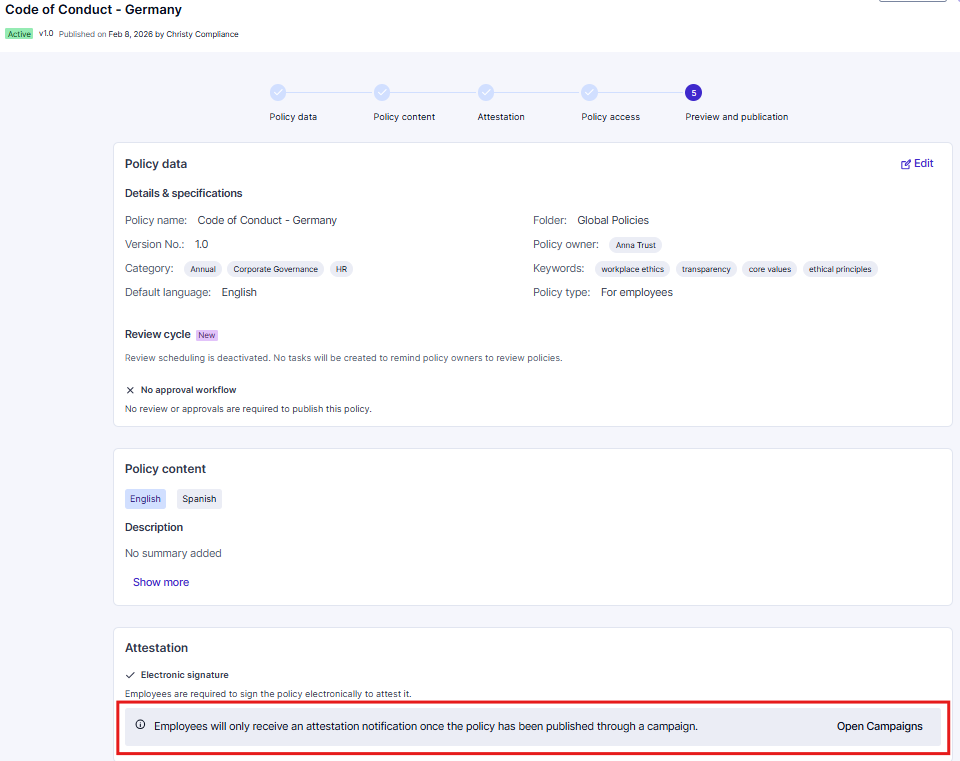 Code of Conduct - Germany
Active v1.0 Published on Feb 8, 2026 by Christy Compliance
5
Policy data Policy content Attestation Policy access Preview and publication
Policy data Edit
Details & specifications
Policy name: Code of Conduct - Germany Folder: Global Policies
Version No.: 1.0 Policy owner: Anna Trust
Category: Annual Corporate Governance HR Keywords: workplace ethics transparency core values ethical principles
Default language: English Policy type: For employees
Review cycle New
Review scheduling is deactivated. No tasks will be created to remind policy owners to review policies.
No approval workflow
No review or approvals are required to publish this policy.
Policy content
English Spanish
Description
No summary added
Show more
Attestation
Electronic signature
Employees are required to sign the policy electronically to attest it.
Employees will only receive an attestation notification once the policy has been published through a campaign. Open Campaigns